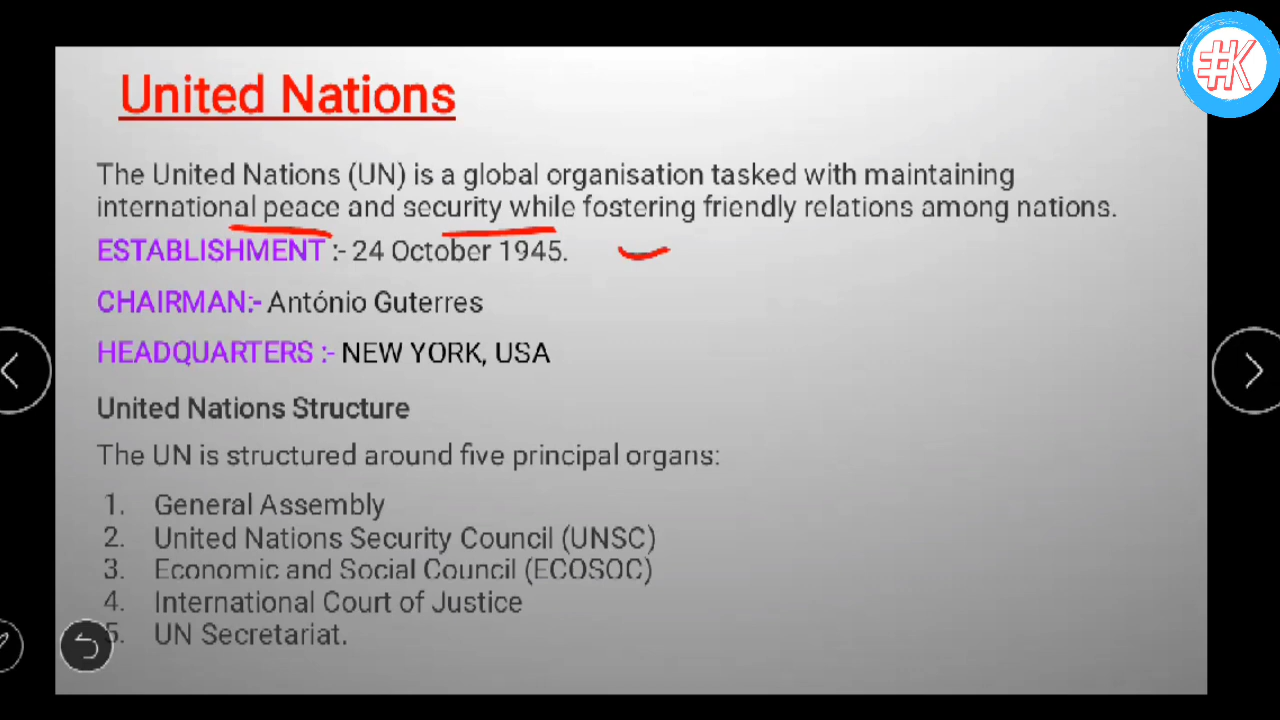 #K
United Nations
The United Nations (UN) is a global organisation tasked with maintaining
international peace and security while fostering friendly relations among nations.
ESTABLISHMENT :- 24 October 1945.
CHAIRMAN:- António Guterres
HEADQUARTERS :- NEW YORK, USA
United Nations Structure
The UN is structured around five principal organs:
1. General Assembly
2. United Nations Security Council (UNSC)
3. Economic and Social Council (ECOSOC)
4. International Court of Justice
5. UN Secretariat.